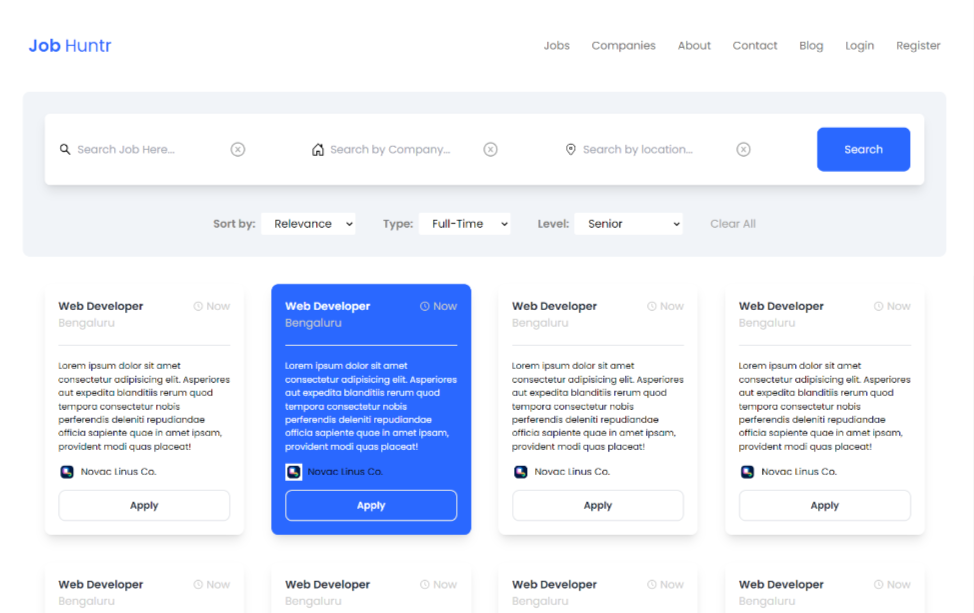 Job Huntr
Jobs Companies About Contact Blog Login Register
Search Job Here... Search by Company... Search by location... Search
Sort by: Relevance Type: Full-Time Level: Senior Clear All
Web Developer Now
Bengaluru
Lorem ipsum dolor sit amet
consectetur adipisicing elit. Asperiores
aut expedita blanditiis rerum quod
tempora consectetur nobis
perferendis deleniti repudiandae
officia sapiente quae in amet ipsam,
provident modi quas placeat!
Novac Linus Co.
Apply
Web Developer Now
Bengaluru
Lorem ipsum dolor sit amet
consectetur adipisicing elit. Asperiores
aut expedita blanditiis rerum quod
tempora consectetur nobis
perferendis deleniti repudiandae
officia sapiente quae in amet ipsam,
provident modi quas placeat!
Novac Linus Co.
Apply
Web Developer Now
Bengaluru
Lorem ipsum dolor sit amet
consectetur adipisicing elit. Asperiores
aut expedita blanditiis rerum quod
tempora consectetur nobis
perferendis deleniti repudiandae
officia sapiente quae in amet ipsam,
provident modi quas placeat!
Novac Linus Co.
Apply
Web Developer Now
Bengaluru
Lorem ipsum dolor sit amet
consectetur adipisicing elit. Asperiores
aut expedita blanditiis rerum quod
tempora consectetur nobis
perferendis deleniti repudiandae
officia sapiente quae in amet ipsam,
provident modi quas placeat!
Novac Linus Co.
Apply
Web Developer Now
Bengaluru
Web Developer Now
Bengaluru
Web Developer Now
Bengaluru
Web Developer Now
Bengaluru